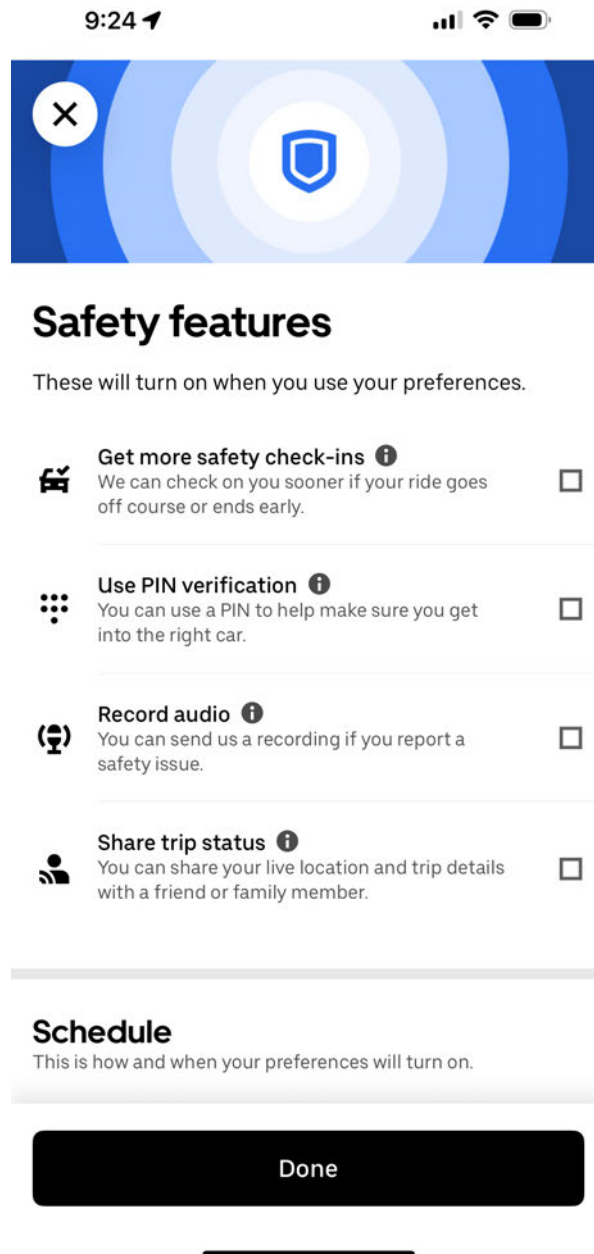 9:24
Safety features
These will turn on when you use your preferences.
Get more safety check-ins
We can check on you sooner if your ride goes
off course or ends early.
Use PIN verification
You can use a PIN to help make sure you get
into the right car.
Record audio
You can send us a recording if you report a
safety issue.
Share trip status
You can share your live location and trip details
with a friend or family member.
Schedule
This is how and when your preferences will turn on.
Done